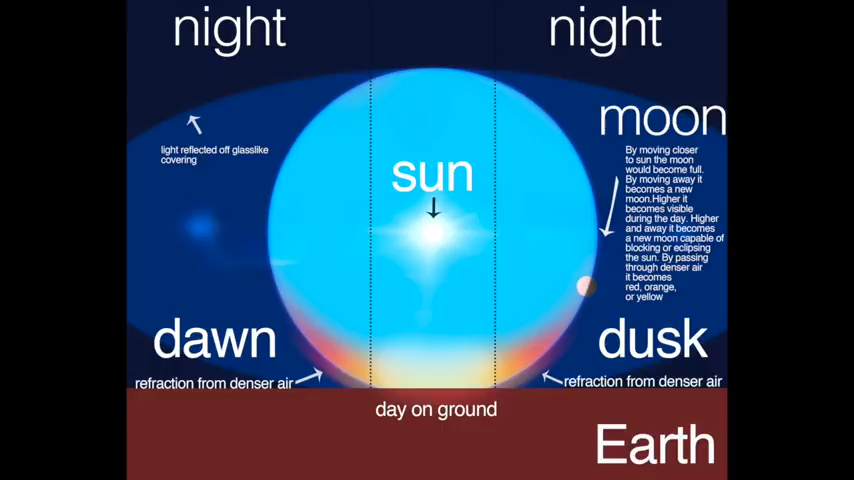 night
night
light reflected off glasslike
covering
moon
By moving closer
to sun the moon
would become full.
By moving away it
becomes a new
moon.Higher it
becomes visible
during the day. Higher
and away it becomes
a new moon capable of
blocking or eclipsing
the sun. By passing
through denser air
it becomes
red, orange,
or yellow
sun
dawn
dusk
refraction from denser air
refraction from denser air
day on ground
Earth